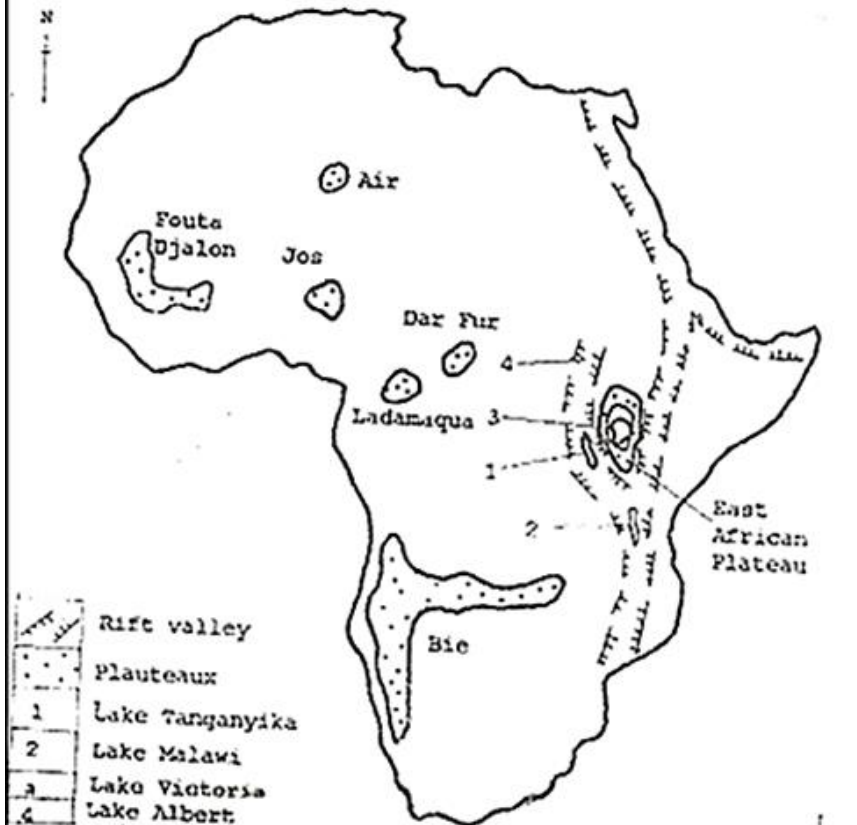 N
Air
Fouta
Djalon
Jos
Dar Fur
4
Ladamaqua 3
1
East
African
Plateau
2
Bie
Rift valley
Plauteaux
1 Lake Tanganyika
2 Lake Malawi
3 Lake Victoria
4 Lake Albert